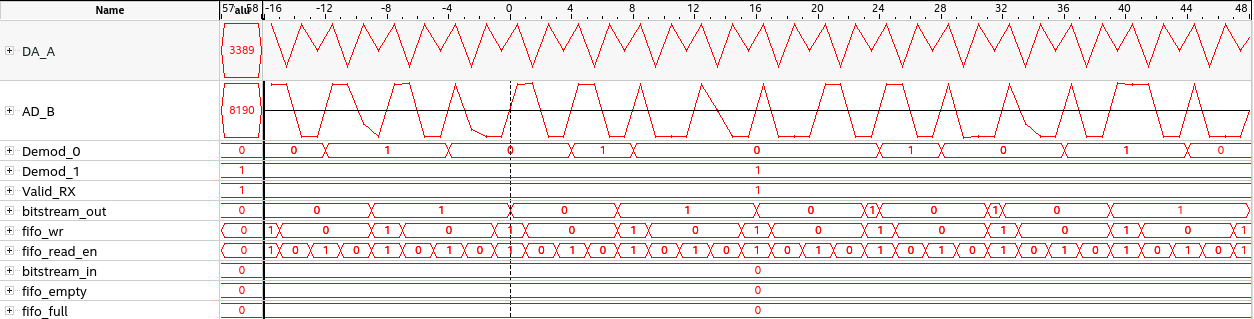 Name 57 alu 58 -16 -12 -8 -4 0 4 8 12 16 20 24 28 32 36 40 44 48
DA_A 3389
AD_B 8190
Demod_0 0 0 1 0 1 0 1 0 1 0
Demod_1 1 1
Valid_RX 1 1
bitstream_out 0 0 1 0 1 0 1 0 1 0 1
fifo_wr 0 1 0 1 0 1 0 1 0 1 0 1 0 1 0 1 0 1
fifo_read_en 0 1 0 1 0 1 0 1 0 1 0 1 0 1 0 1 0 1 0 1 0 1 0 1 0 1 0 1 0 1 0 1 0 1
bitstream_in 0 0
fifo_empty 0 0
fifo_full 0 0